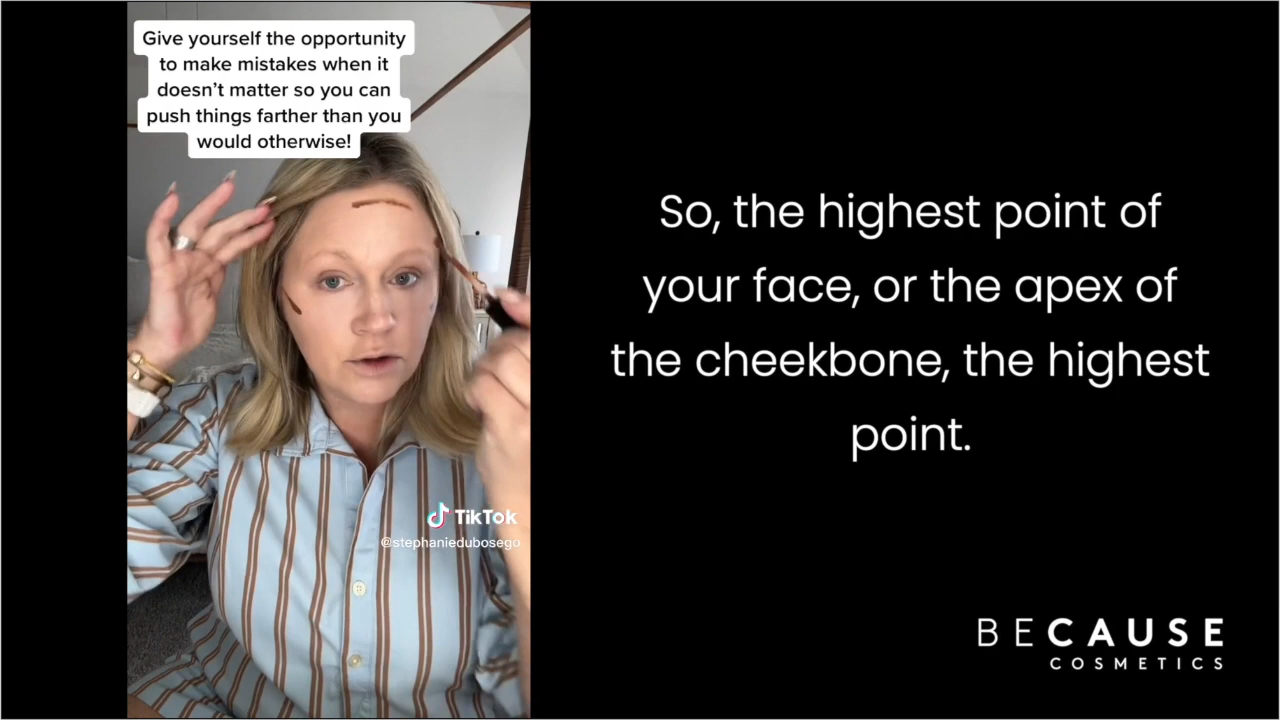 Give yourself the opportunity
to make mistakes when it
doesn't matter so you can
push things farther than you
would otherwise!
TikTok
@stephaniedubosego
So, the highest point of
your face, or the apex of
the cheekbone, the highest
point.
BECAUSE
COSMETICS